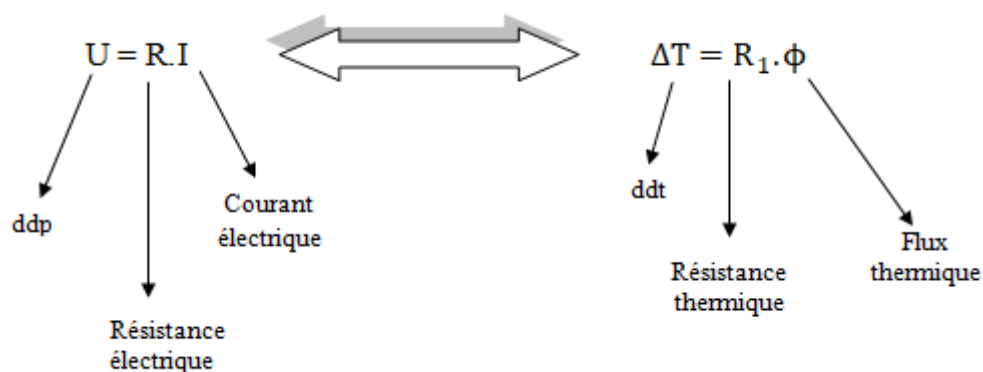 U = R.I
ΔT = R₁.ϕ
ddp
Courant
électrique
Résistance
électrique
ddt
Résistance
thermique
Flux
thermique